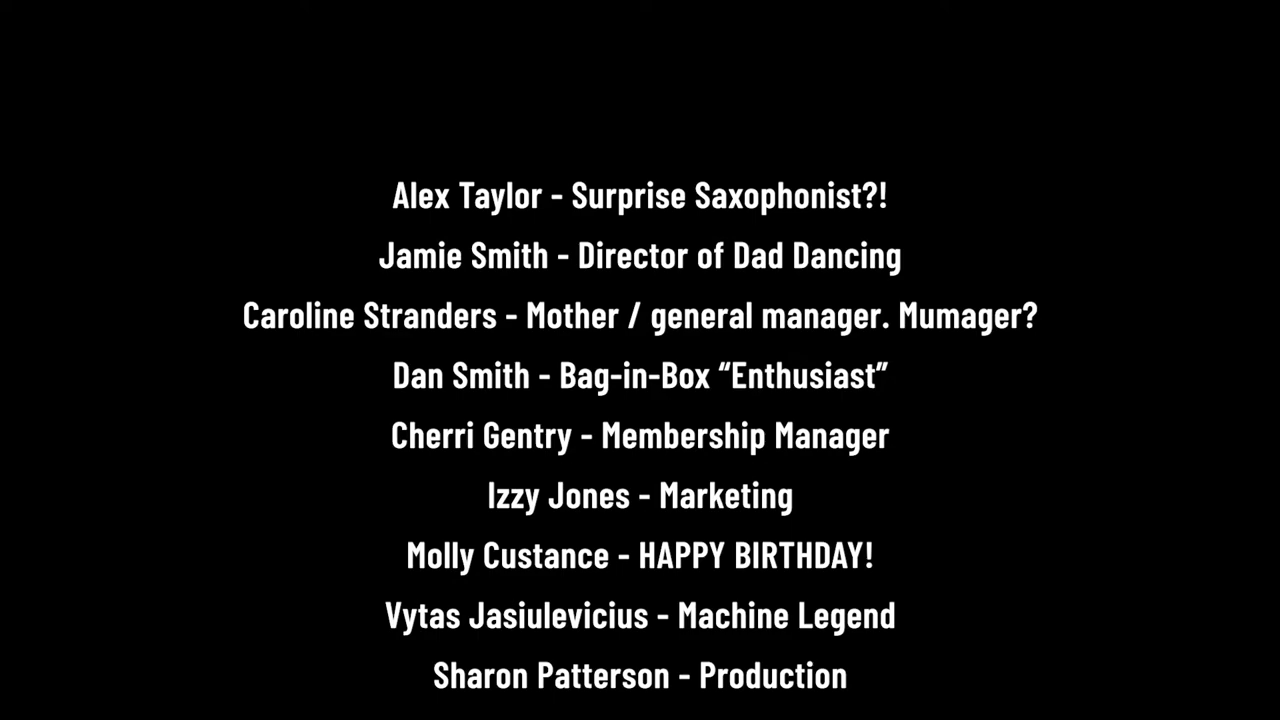 Alex Taylor - Surprise Saxophonist?!
Jamie Smith - Director of Dad Dancing
Caroline Stranders - Mother / general manager. Mumager?
Dan Smith - Bag-in-Box “Enthusiast”
Cherri Gentry - Membership Manager
Izzy Jones - Marketing
Molly Custance - HAPPY BIRTHDAY!
Vytas Jasiulevicius - Machine Legend
Sharon Patterson - Production